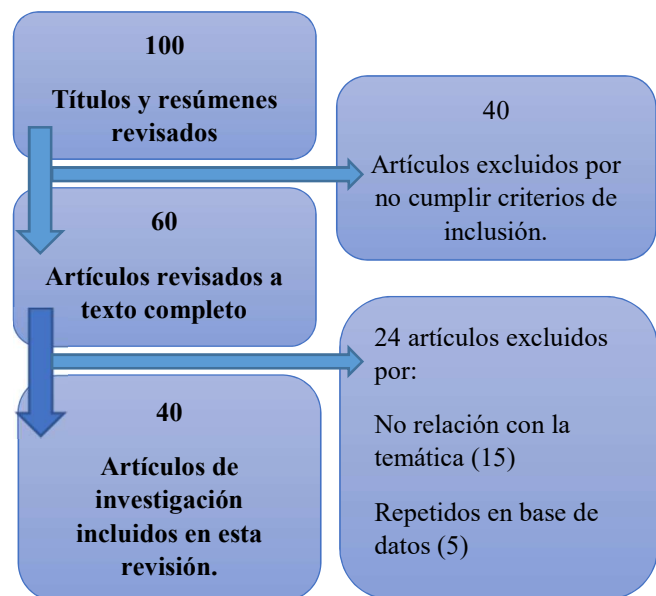 100
Títulos y resúmenes
revisados
40
Artículos excluidos por
no cumplir criterios de
inclusión.
60
Artículos revisados a
texto completo
24 artículos excluidos
por:
No relación con la
temática (15)
Repetidos en base de
datos (5)
40
Artículos de
investigación
incluidos en esta
revisión.